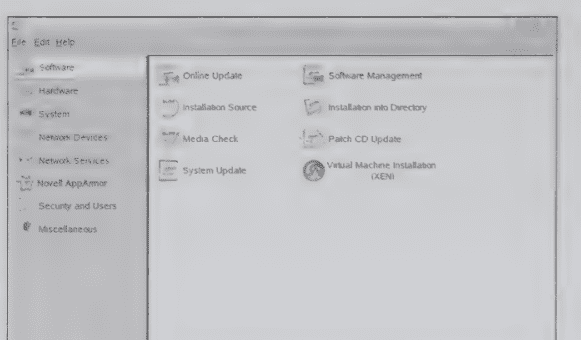 File Edit Help
Software
Hardware
System
Network Devices
Network Services
Novell AppArmor
Security and Users
Miscellaneous
Online Update
Software Management
Installation Source
Installation into Directory
Media Check
Patch CD Update
System Update
Virtual Machine Installation
(XEN)